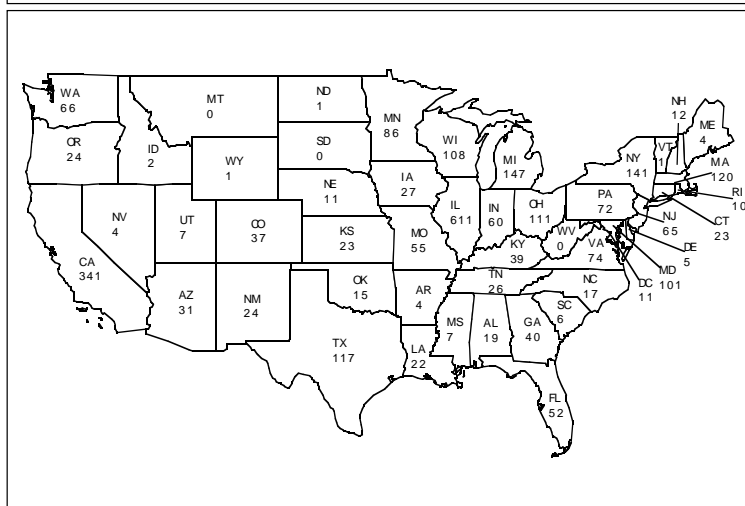 WA
66
OR
24
CA
341
NV
4
ID
2
MT
0
WY
1
UT
7
AZ
31
CO
37
NM
24
ND
1
SD
0
NE
11
KS
23
OK
15
TX
117
MN
86
IA
27
MO
55
AR
4
LA
22
WI
108
IL
611
MI
147
IN
60
OH
111
KY
39
TN
26
MS
7
AL
19
GA
40
FL
52
SC
6
NC
17
VA
74
WV
0
PA
72
NY
141
VT
1
NH
12
ME
4
MA
120
RI
10
CT
23
NJ
65
DE
5
MD
101
DC
11